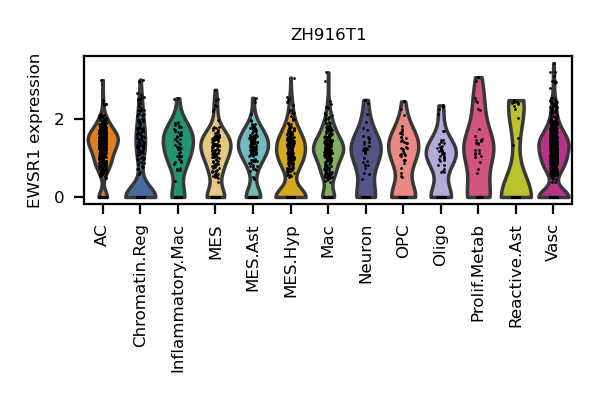 ZH916T1
EWSR1 expression
2
0
AC
Chromatin.Reg
Inflammatory.Mac
MES
MES.Ast
MES.Hyp
Mac
Neuron
OPC
Oligo
Prolif.Metab
Reactive.Ast
Vasc